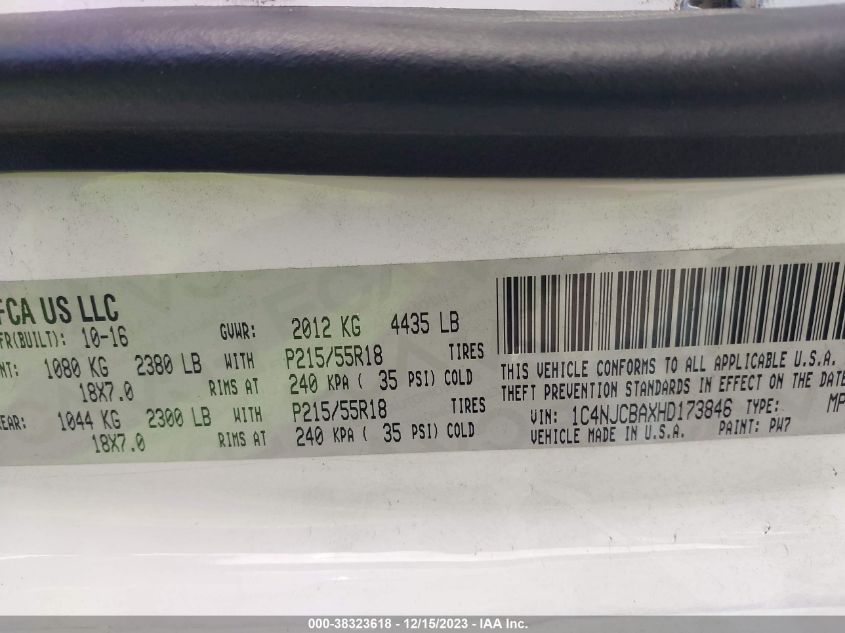 FCA US LLC
FR(BUILT): 10-16 GVWR: 2012 KG 4435 LB
NT: 1080 KG 2380 LB WITH P215/55R18 TIRES
18X7.0 RIMS AT 240 KPA ( 35 PSI) COLD
EAR: 1044 KG 2300 LB WITH P215/55R18 TIRES
18X7.0 RIMS AT 240 KPA ( 35 PSI) COLD
THIS VEHICLE CONFORMS TO ALL APPLICABLE U.S.A.
THEFT PREVENTION STANDARDS IN EFFECT ON THE DATE
VIN: 1C4NJCBAXHD173846 TYPE: MP
VEHICLE MADE IN U.S.A. PAINT: PW7
000-38323618 - 12/15/2023 - IAA Inc.